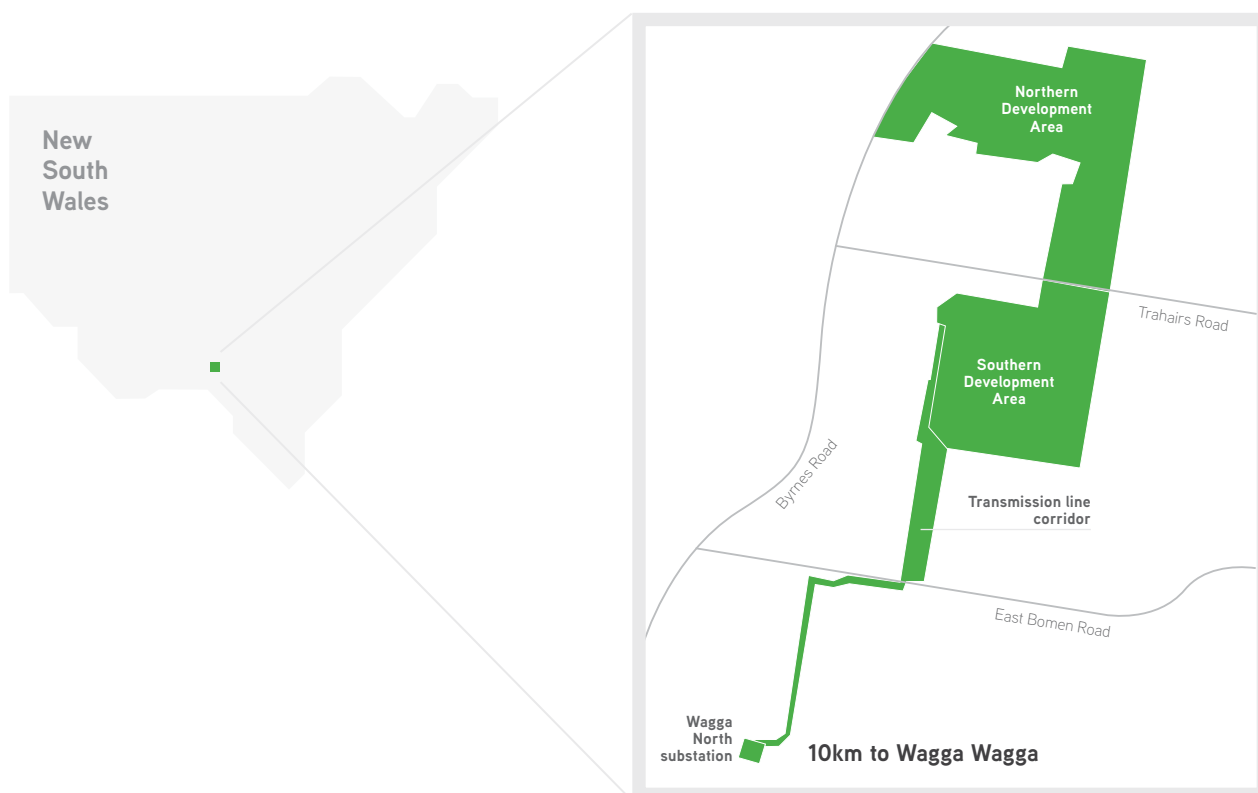 New
South
Wales
Northern
Development
Area
Trahairs Road
Southern
Development
Area
Byrnes Road
Transmission line
corridor
East Bomen Road
Wagga
North
substation
10km to Wagga Wagga